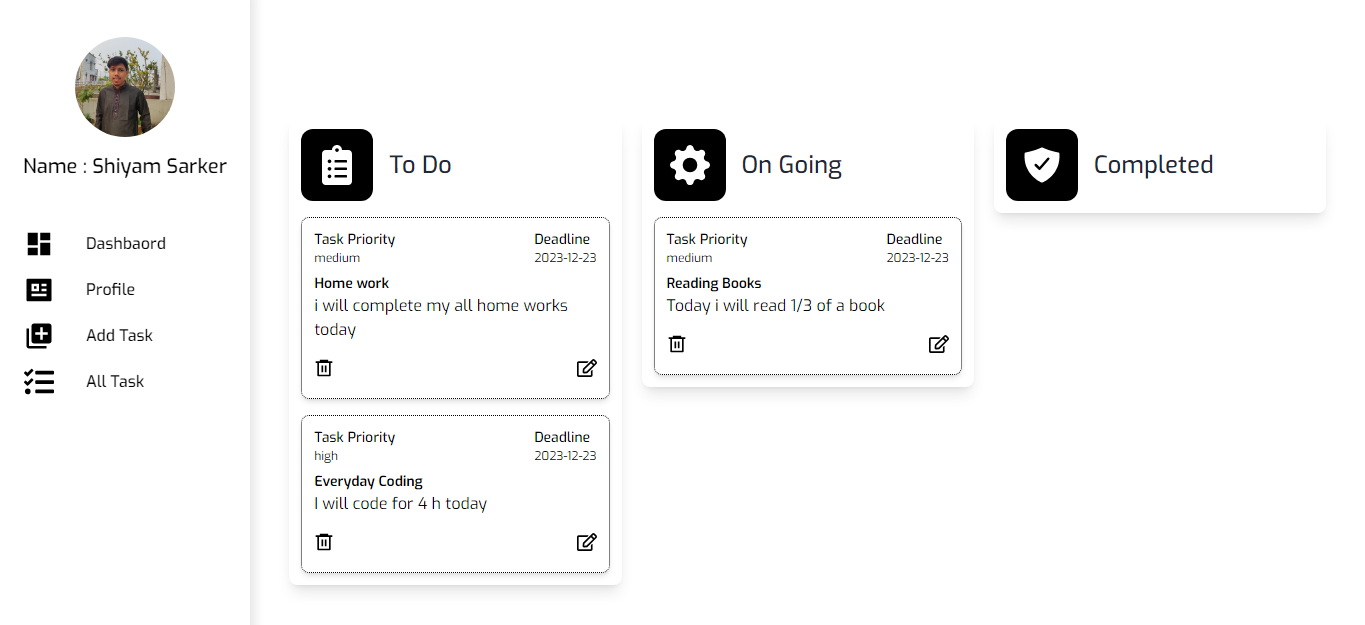 Name : Shiyam Sarker
Dashbaord
Profile
Add Task
All Task
To Do
Task Priority
Deadline
medium
2023-12-23
Home work
i will complete my all home works
today
Task Priority
Deadline
high
2023-12-23
Everyday Coding
I will code for 4 h today
On Going
Task Priority
Deadline
medium
2023-12-23
Reading Books
Today i will read 1/3 of a book
Completed